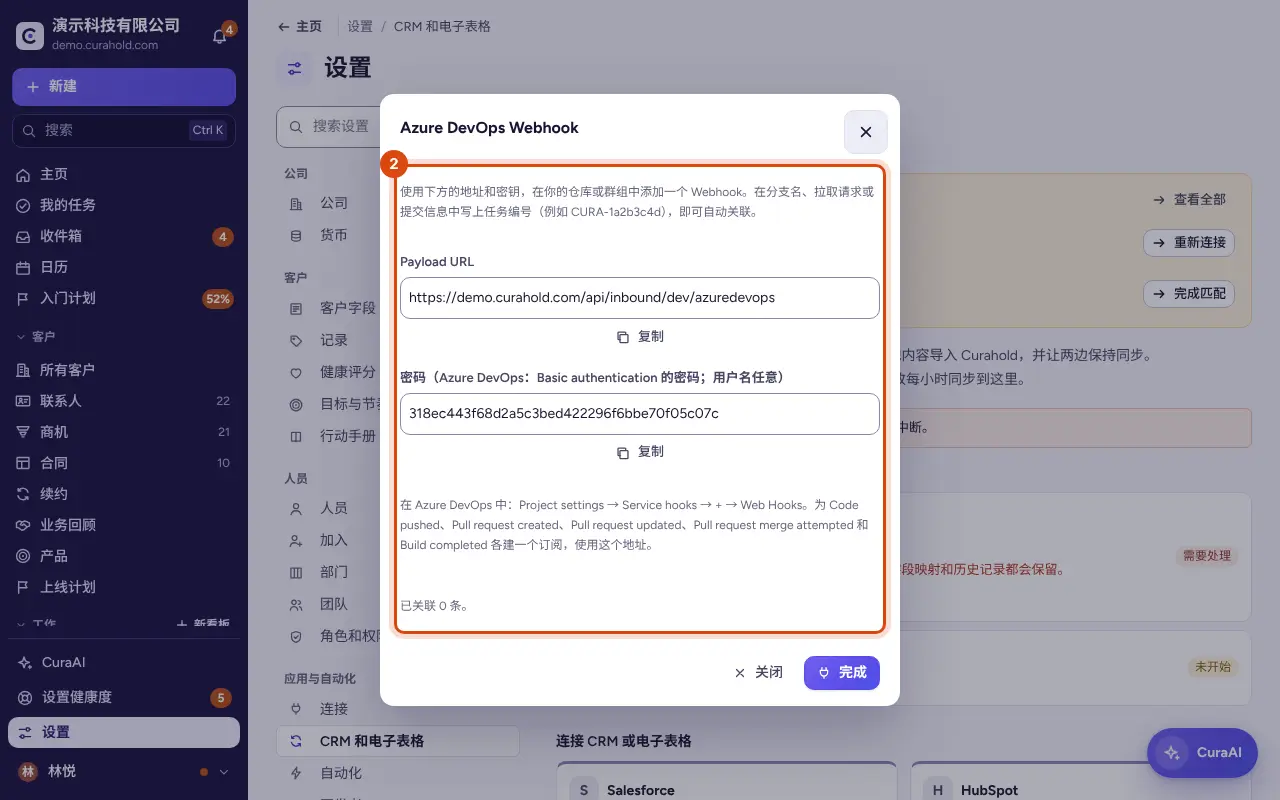 演示科技有限公司
demo.curahold.com
4
新建
搜索
Ctrl K
主页
我的任务
收件箱
4
日历
入门计划
52%
客户
所有客户
联系人
22
商机
21
合同
10
续约
业务回顾
产品
上线计划
工作
新看板
CuraAI
设置健康度
5
设置
林
林悦
主页
设置 / CRM 和电子表格
设置
搜索设置
公司
公司
货币
客户
客户字段
记录
健康评分
目标与节
行动手册
人员
人员
加入
部门
团队
角色和权
应用与自动化
连接
CRM 和电子表格
自动化
查看全部
重新连接
完成匹配
内容导入 Curahold，并让两边保持同步。
每小时同步到这里。
中断。
段映射和历史记录都会保留。
需要处理
未开始
连接 CRM 或电子表格
S
Salesforce
H
HubSpot
CuraAI
Azure DevOps Webhook
2
使用下方的地址和密钥，在你的仓库或群组中添加一个 Webhook。在分支名、拉取请求或
提交信息中写上任务编号（例如 CURA-1a2b3c4d），即可自动关联。
Payload URL
https://demo.curahold.com/api/inbound/dev/azuredevops
复制
密码（Azure DevOps：Basic authentication 的密码；用户名任意）
318ec443f68d2a5c3bed422296f6bbe70f05c07c
复制
在 Azure DevOps 中：Project settings → Service hooks → + → Web Hooks。为 Code
pushed、Pull request created、Pull request updated、Pull request merge attempted 和
Build completed 各建一个订阅，使用这个地址。
已关联 0 条。
关闭
完成